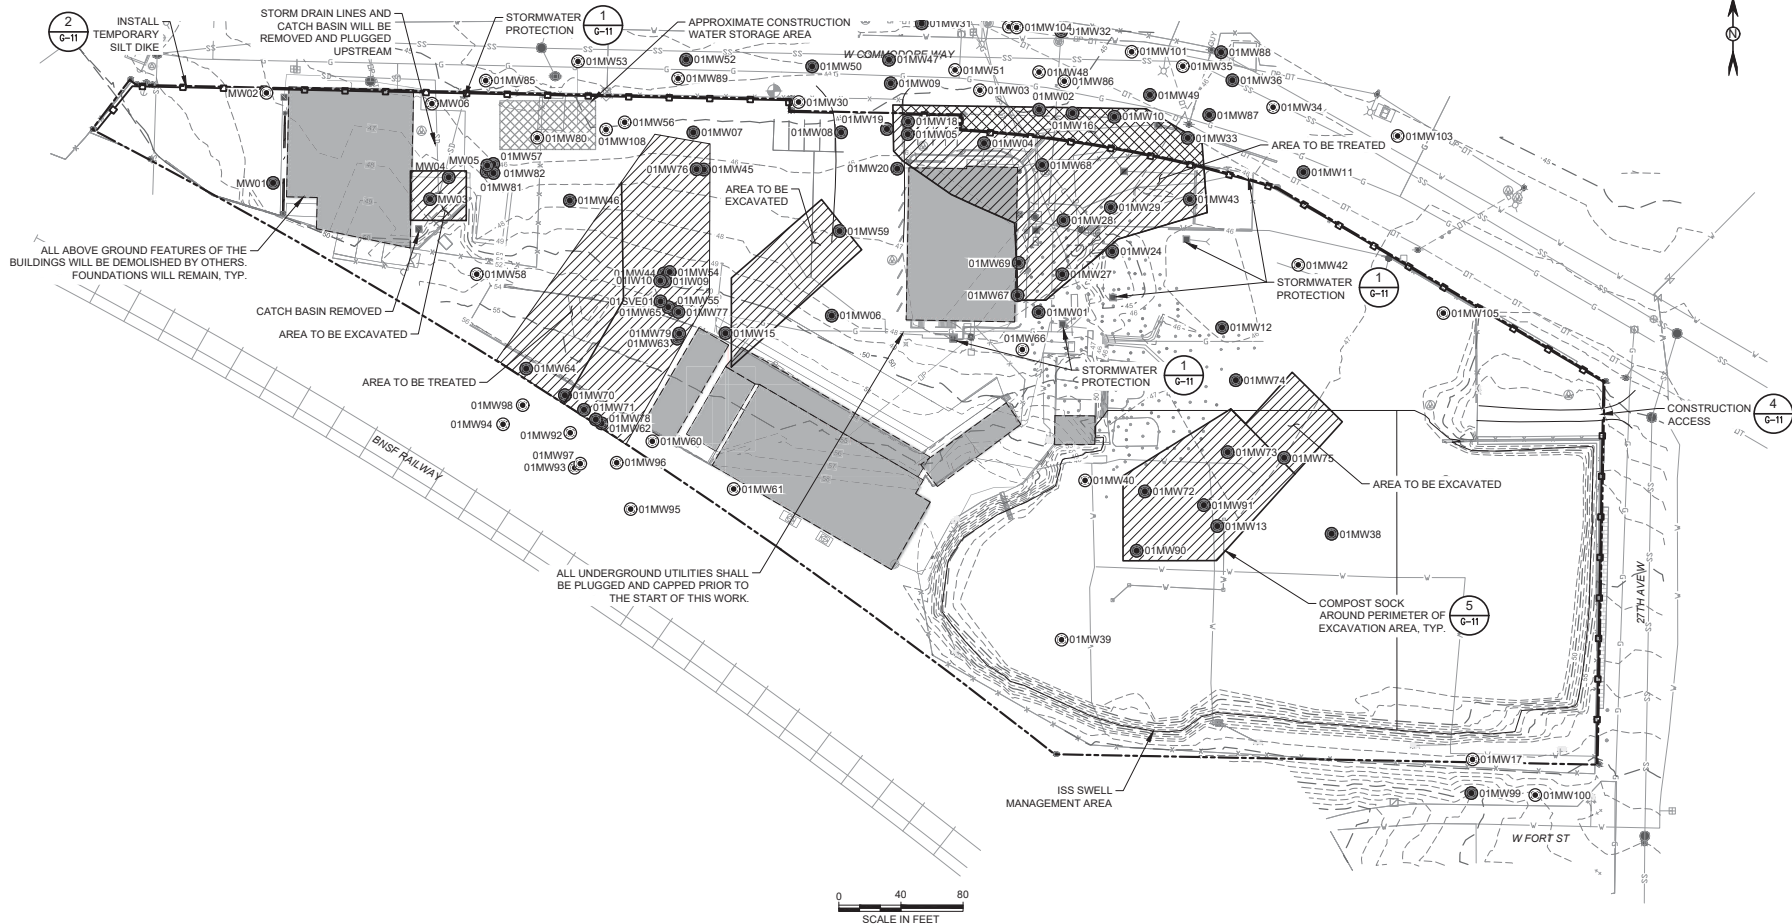 2
G-11
INSTALL
TEMPORARY
SILT DIKE
STORM DRAIN LINES AND
CATCH BASIN WILL BE
REMOVED AND PLUGGED
UPSTREAM
STORMWATER
PROTECTION
1
G-11
APPROXIMATE CONSTRUCTION
WATER STORAGE AREA
W COMMODORE WAY
N
01MW31
01MW104
01MW32
01MW101
01MW88
01MW53
01MW52
01MW50
01MW47
01MW51
01MW48
01MW35
01MW36
01MW85
01MW89
01MW09
01MW03
01MW86
MW02
MW06
01MW30
01MW02
01MW49
01MW34
01MW56
01MW18
01MW16
01MW10
01MW87
01MW80
01MW108
01MW07
01MW08
01MW19
01MW05
01MW04
01MW33
01MW103
AREA TO BE TREATED
MW05
01MW57
01MW82
01MW81
MW04
MW01
MW03
01MW76
01MW45
01MW20
01MW68
01MW11
01MW46
AREA TO BE
EXCAVATED
01MW29
01MW43
01MW28
01MW59
01MW24
ALL ABOVE GROUND FEATURES OF THE
BUILDINGS WILL BE DEMOLISHED BY OTHERS.
FOUNDATIONS WILL REMAIN, TYP.
01MW58
01MW44
01MW54
01IW10
01IW09
01MW69
01MW27
01MW42
STORMWATER
PROTECTION
1
G-11
01SVE01
01MW55
01MW65
01MW77
01MW67
CATCH BASIN REMOVED
AREA TO BE EXCAVATED
01MW06
01MW01
01MW105
01MW79
01MW63
01MW15
01MW12
01MW66
01MW64
AREA TO BE TREATED
STORMWATER
PROTECTION
1
G-11
01MW74
01MW70
01MW98
01MW71
01MW78
01MW62
CONSTRUCTION
ACCESS
4
G-11
01MW94
01MW92
01MW60
BNSF RAILWAY
01MW97
01MW93
01MW96
01MW73
01MW75
01MW61
01MW40
01MW72
AREA TO BE EXCAVATED
01MW95
01MW91
01MW13
01MW38
01MW90
ALL UNDERGROUND UTILITIES SHALL
BE PLUGGED AND CAPPED PRIOR TO
THE START OF THIS WORK.
COMPOST SOCK
AROUND PERIMETER OF
EXCAVATION AREA, TYP.
5
G-11
27TH AVE W
01MW39
01MW17
ISS SWELL
MANAGEMENT AREA
01MW99
01MW100
W FORT ST
0 40 80
SCALE IN FEET